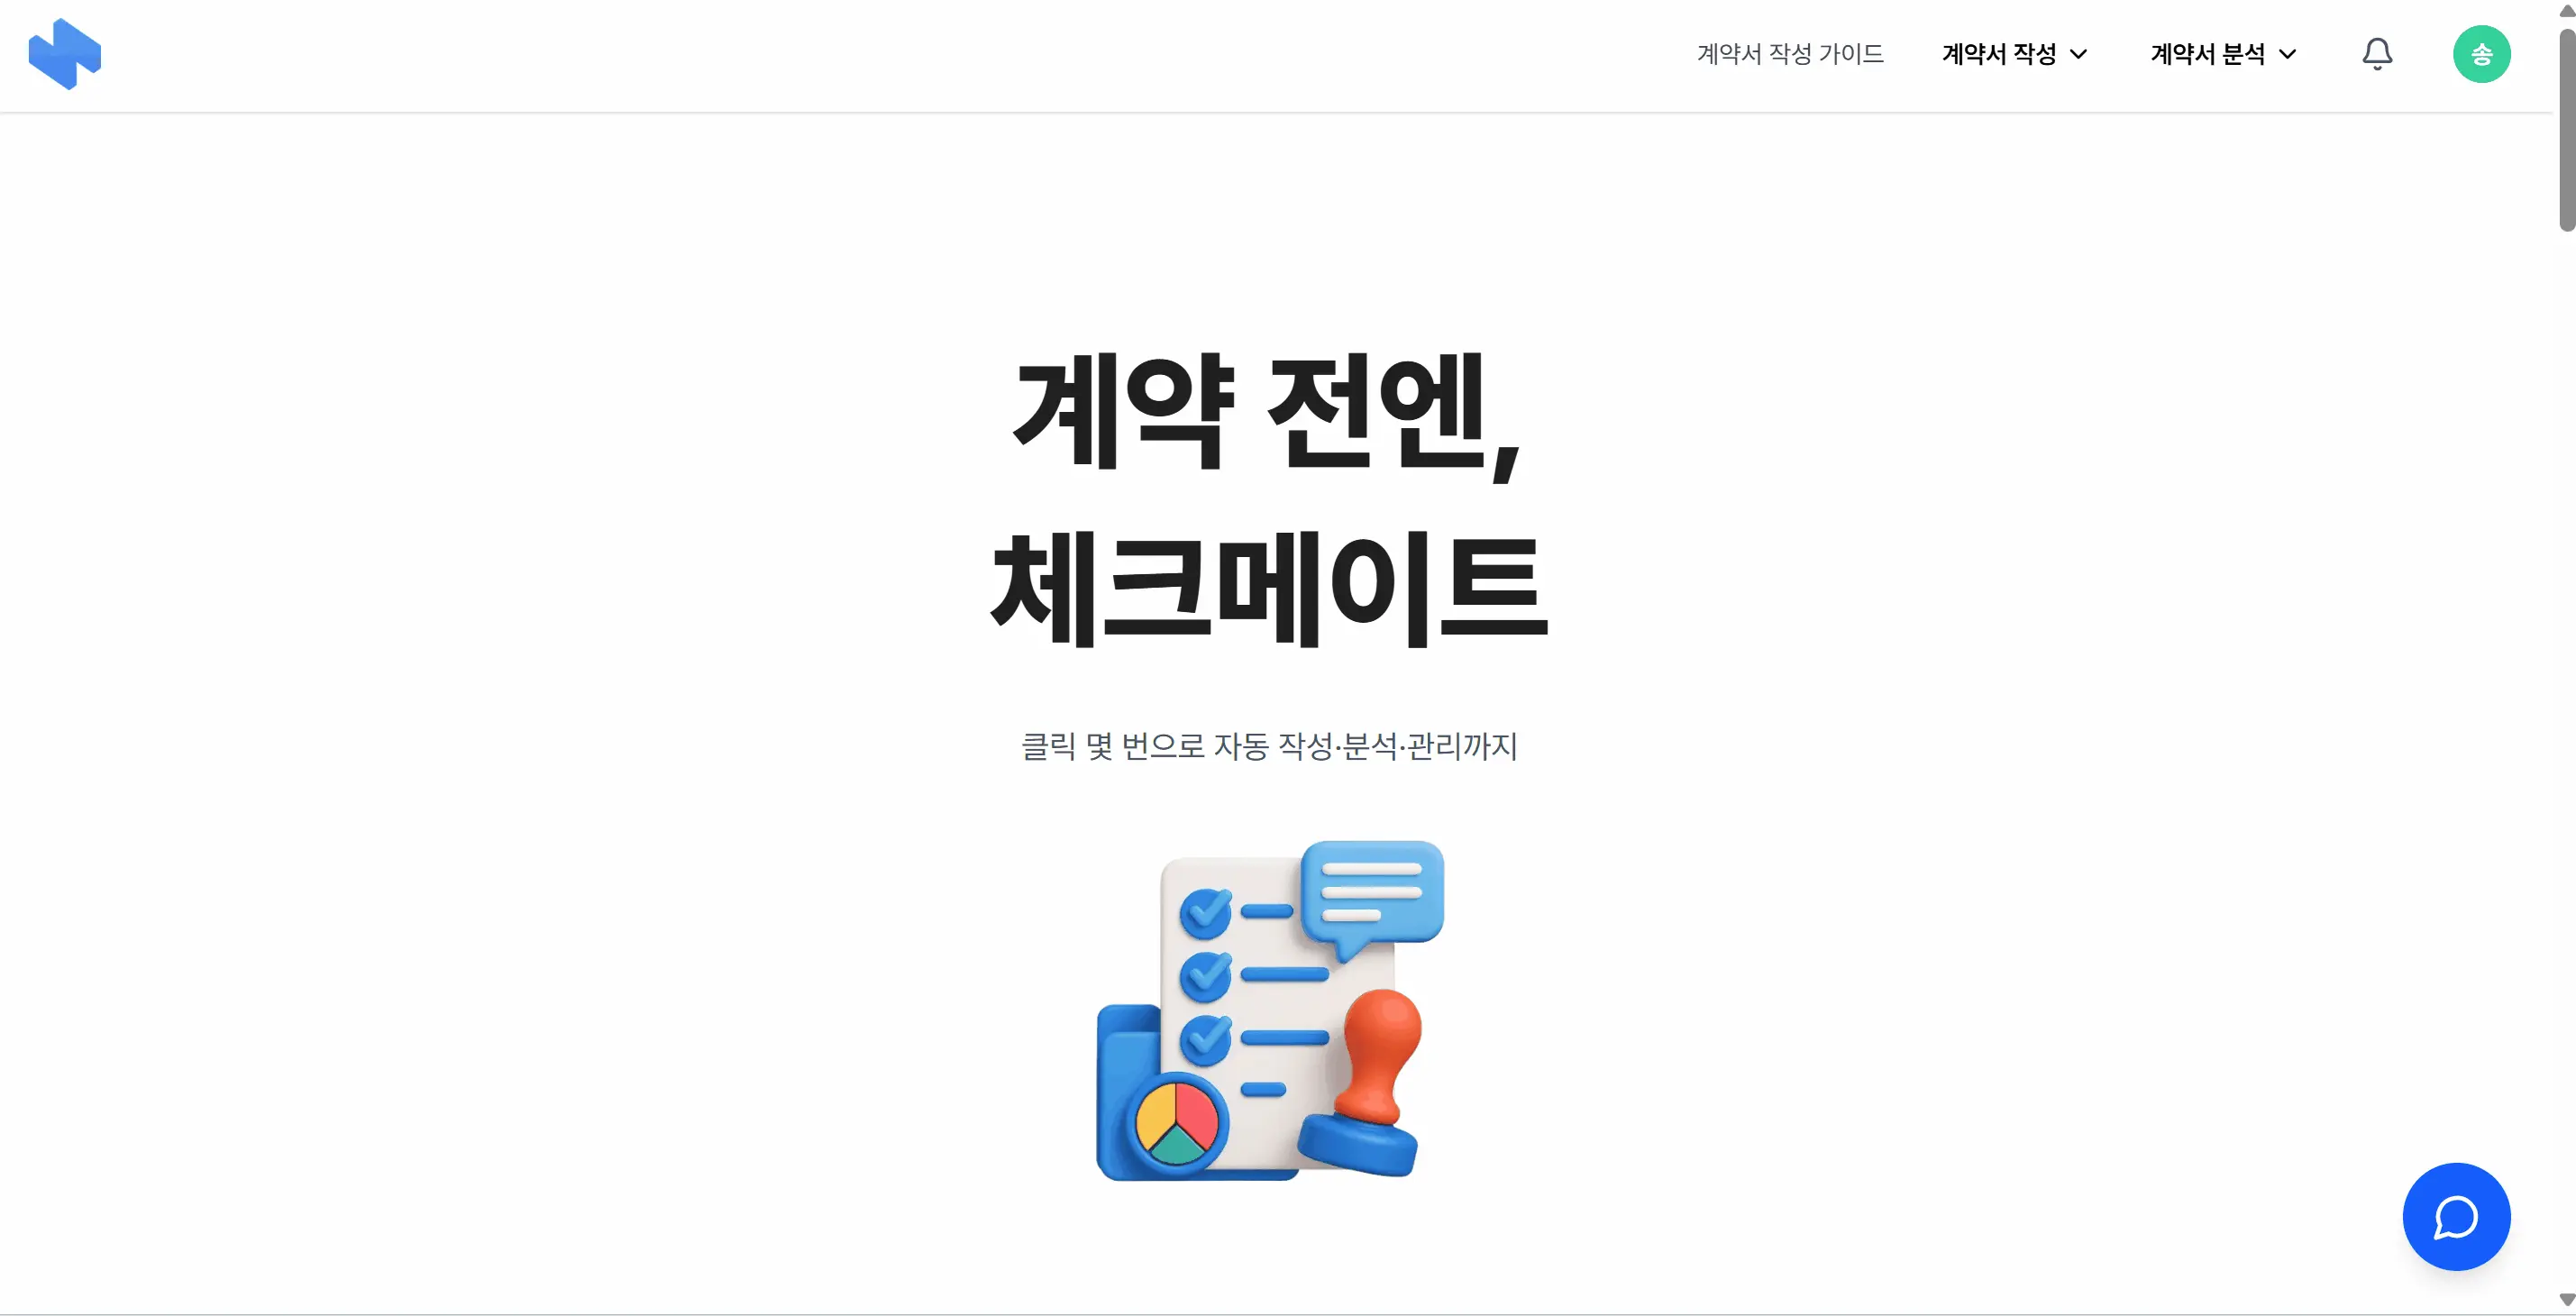 계약서 작성 가이드
계약서 작성
계약서 분석
송
계약 전엔,
체크메이트
클릭 몇 번으로 자동 작성·분석·관리까지